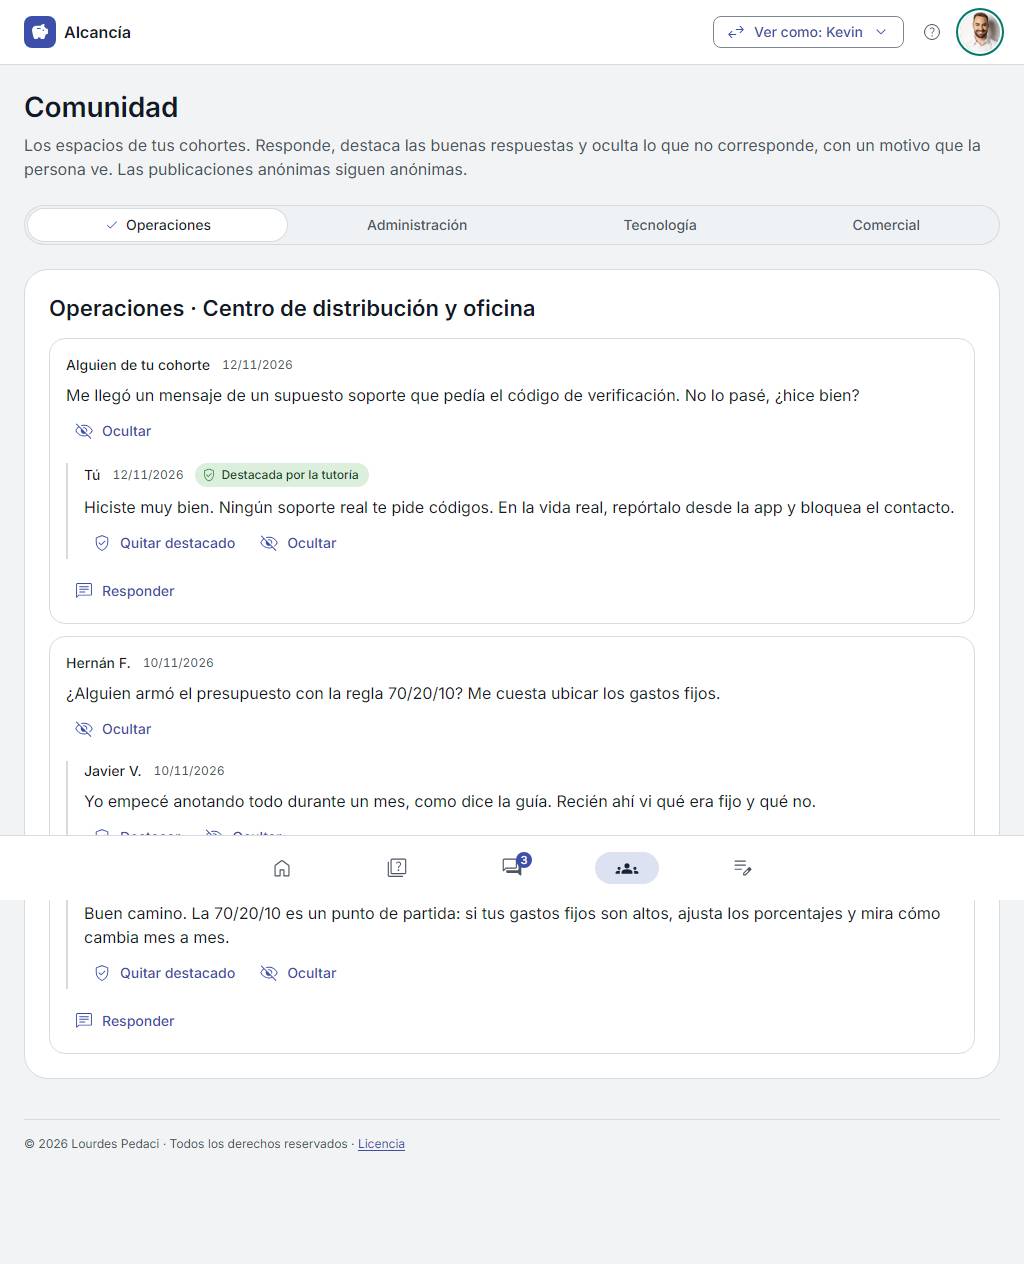 Alcancía
Ver como: Kevin
Comunidad
Los espacios de tus cohortes. Responde, destaca las buenas respuestas y oculta lo que no corresponde, con un motivo que la
persona ve. Las publicaciones anónimas siguen anónimas.
Operaciones
Administración
Tecnología
Comercial
Operaciones · Centro de distribución y oficina
Alguien de tu cohorte 12/11/2026
Me llegó un mensaje de un supuesto soporte que pedía el código de verificación. No lo pasé, ¿hice bien?
Ocultar
Tú 12/11/2026 Destacada por la tutoría
Hiciste muy bien. Ningún soporte real te pide códigos. En la vida real, repórtalo desde la app y bloquea el contacto.
Quitar destacado Ocultar
Responder
Hernán F. 10/11/2026
¿Alguien armó el presupuesto con la regla 70/20/10? Me cuesta ubicar los gastos fijos.
Ocultar
Javier V. 10/11/2026
Yo empecé anotando todo durante un mes, como dice la guía. Recién ahí vi qué era fijo y qué no.
3
Buen camino. La 70/20/10 es un punto de partida: si tus gastos fijos son altos, ajusta los porcentajes y mira cómo
cambia mes a mes.
Quitar destacado Ocultar
Responder
© 2026 Lourdes Pedaci · Todos los derechos reservados · Licencia